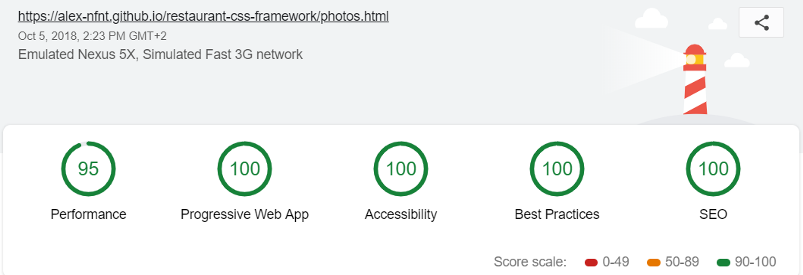 https://alex-nfnt.github.io/restaurant-css-framework/photos.html
Oct 5, 2018, 2:23 PM GMT+2
Emulated Nexus 5X, Simulated Fast 3G network
95 100 100 100 100
Performance Progressive Web App Accessibility Best Practices SEO
Score scale: 0-49 50-89 90-100